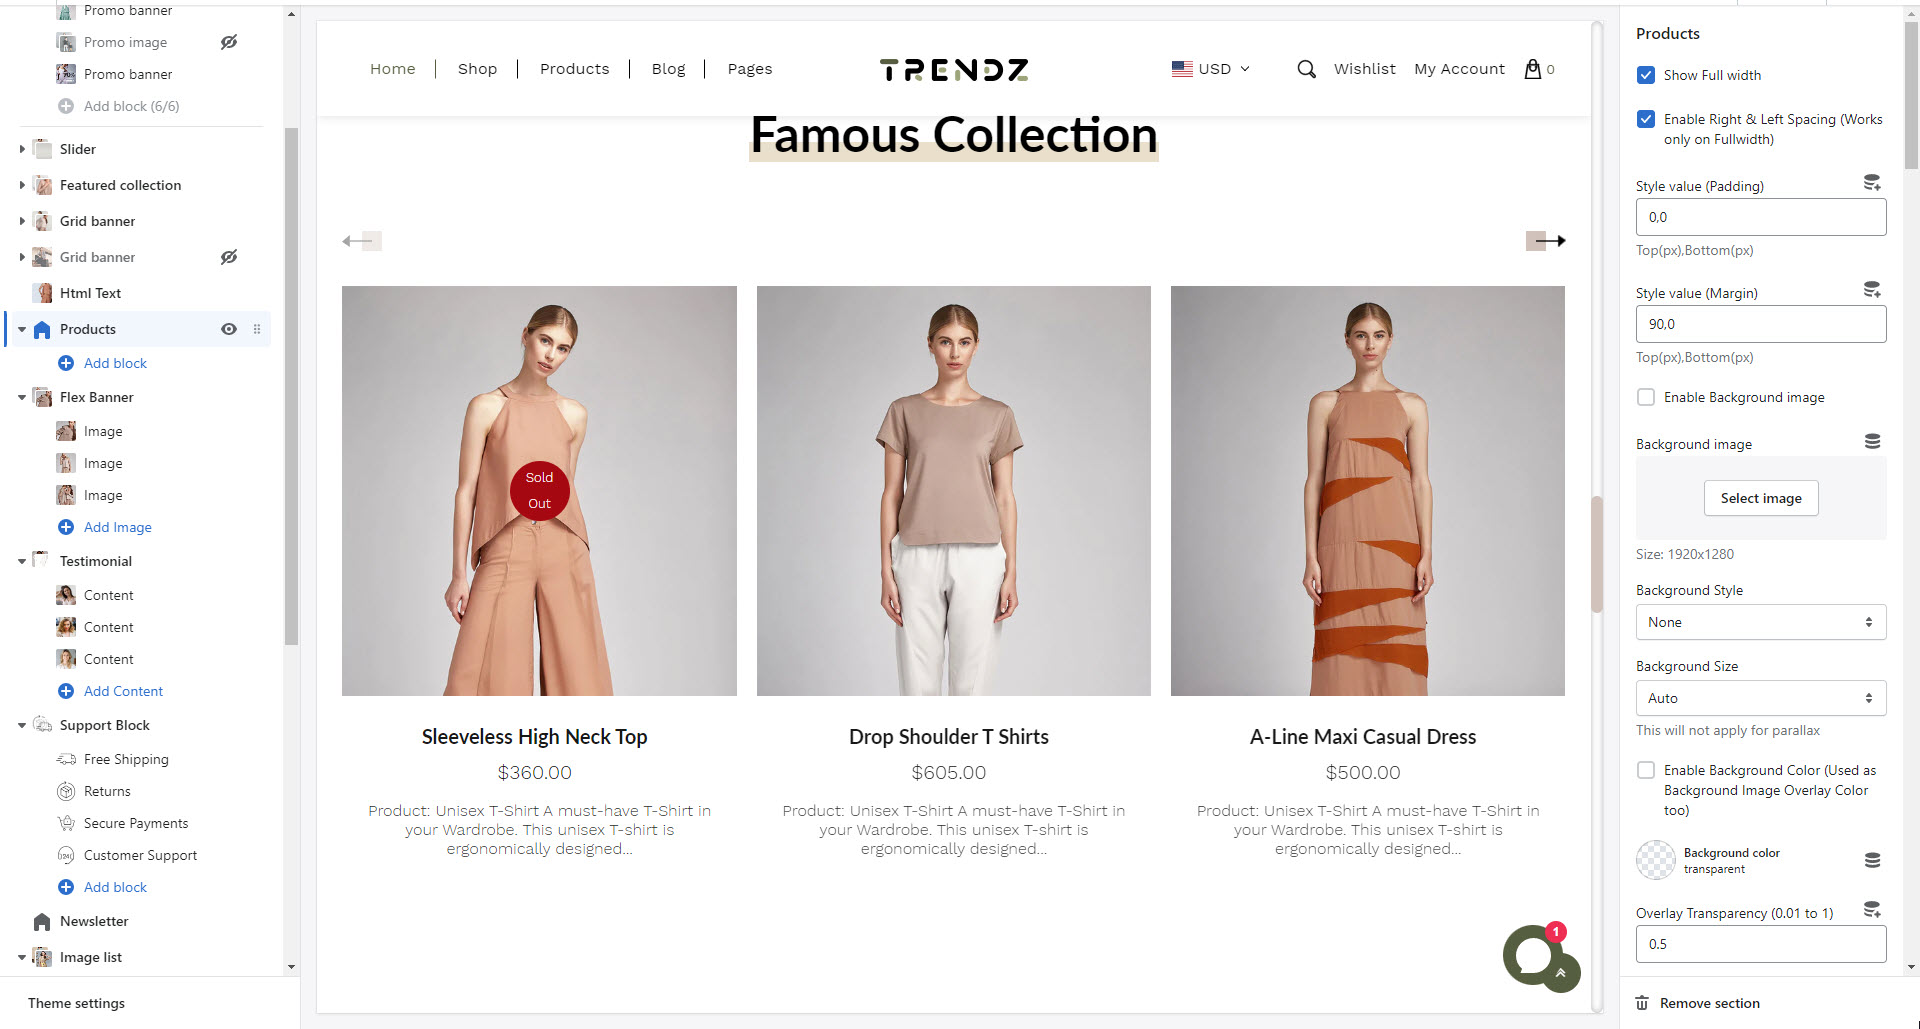 Promo banner
Promo image
Promo banner
Add block (6/6)
Slider
Featured collection
Grid banner
Grid banner
Html Text
Products
Add block
Flex Banner
Image
Image
Image
Add Image
Testimonial
Content
Content
Content
Add Content
Support Block
Free Shipping
Returns
Secure Payments
Customer Support
Add block
Newsletter
Image list
Theme settings
Home Shop Products Blog Pages TRENDZ USD Wishlist My Account 0
Famous Collection
Sold
Out
Sleeveless High Neck Top
$360.00
Product: Unisex T-Shirt A must-have T-Shirt in
your Wardrobe. This unisex T-shirt is
ergonomically designed...
Drop Shoulder T Shirts
$605.00
Product: Unisex T-Shirt A must-have T-Shirt in
your Wardrobe. This unisex T-shirt is
ergonomically designed...
A-Line Maxi Casual Dress
$500.00
Product: Unisex T-Shirt A must-have T-Shirt in
your Wardrobe. This unisex T-shirt is
ergonomically designed...
1
Products
Show Full width
Enable Right & Left Spacing (Works
only on Fullwidth)
Style value (Padding)
0,0
Top(px),Bottom(px)
Style value (Margin)
90,0
Top(px),Bottom(px)
Enable Background image
Background image
Select image
Size: 1920x1280
Background Style
None
Background Size
Auto
This will not apply for parallax
Enable Background Color (Used as
Background Image Overlay Color
too)
Background color
transparent
Overlay Transparency (0.01 to 1)
0.5
Remove section